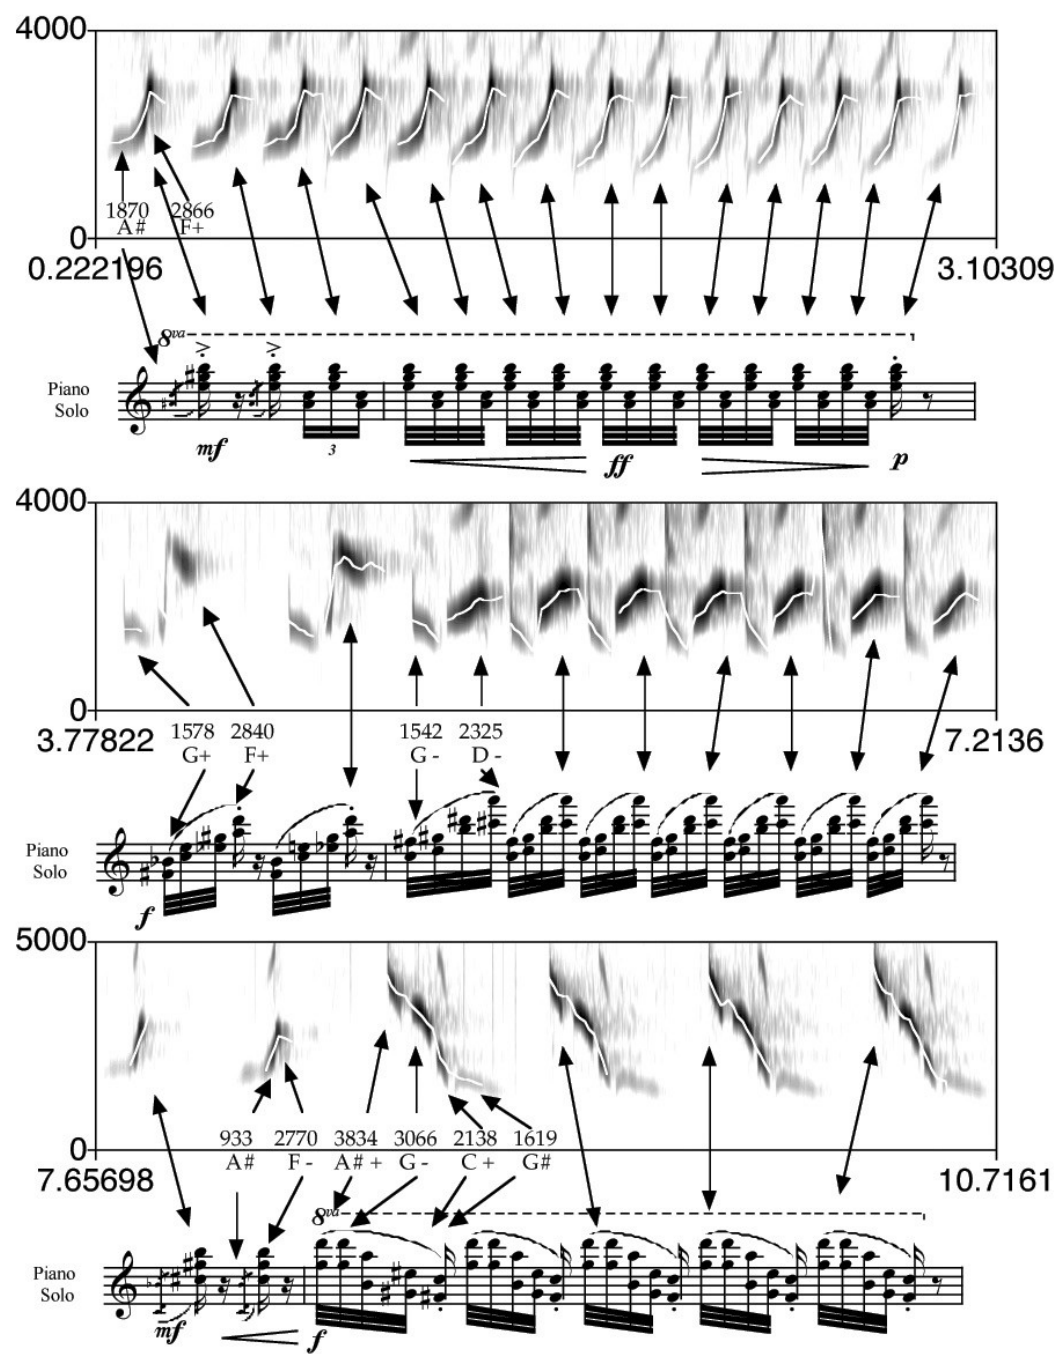 4000
1870 2866
A# F+
0
0.222196 3.10309
8va
Piano
Solo
mf
3
ff
p
4000
0
3.77822 7.2136
1578 2840 1542 2325
G+ F+ G - D -
Piano
Solo
f
5000
933 2770 3834 3066 2138 1619
0
A# F - A# + G - C + G#
7.65698 10.7161
8va
Piano
Solo
mf
f